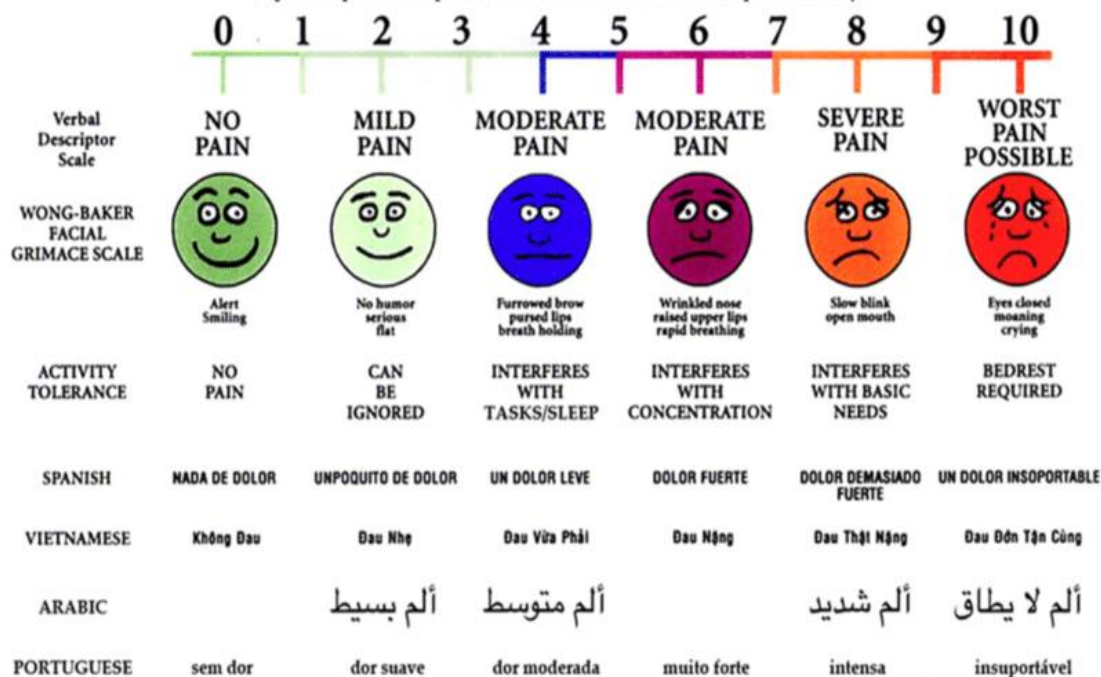 0 1 2 3 4 5 6 7 8 9 10
Verbal
Descriptor
Scale
NO
PAIN
MILD
PAIN
MODERATE
PAIN
MODERATE
PAIN
SEVERE
PAIN
WORST
PAIN
POSSIBLE
WONG-BAKER
FACIAL
GRIMACE SCALE
Alert
Smiling
No humor
serious
flat
Furrowed brow
pursed lips
breath holding
Wrinkled nose
raised upper lips
rapid breathing
Slow blink
open mouth
Eyes closed
moaning
crying
ACTIVITY
TOLERANCE
NO
PAIN
CAN
BE
IGNORED
INTERFERES
WITH
TASKS/SLEEP
INTERFERES
WITH
CONCENTRATION
INTERFERES
WITH BASIC
NEEDS
BEDREST
REQUIRED
SPANISH
NADA DE DOLOR
UNPOQUITO DE DOLOR
UN DOLOR LEVE
DOLOR FUERTE
DOLOR DEMASIADO
FUERTE
UN DOLOR INSOPORTABLE
VIETNAMESE
Không Đau
Đau Nhẹ
Đau Vừa Phải
Đau Nặng
Đau Thật Nặng
Đau Đớn Tận Cùng
ARABIC
ألم بسيط
ألم متوسط
ألم شديد
ألم لا يطاق
PORTUGUESE
sem dor
dor suave
dor moderada
muito forte
intensa
insuportável